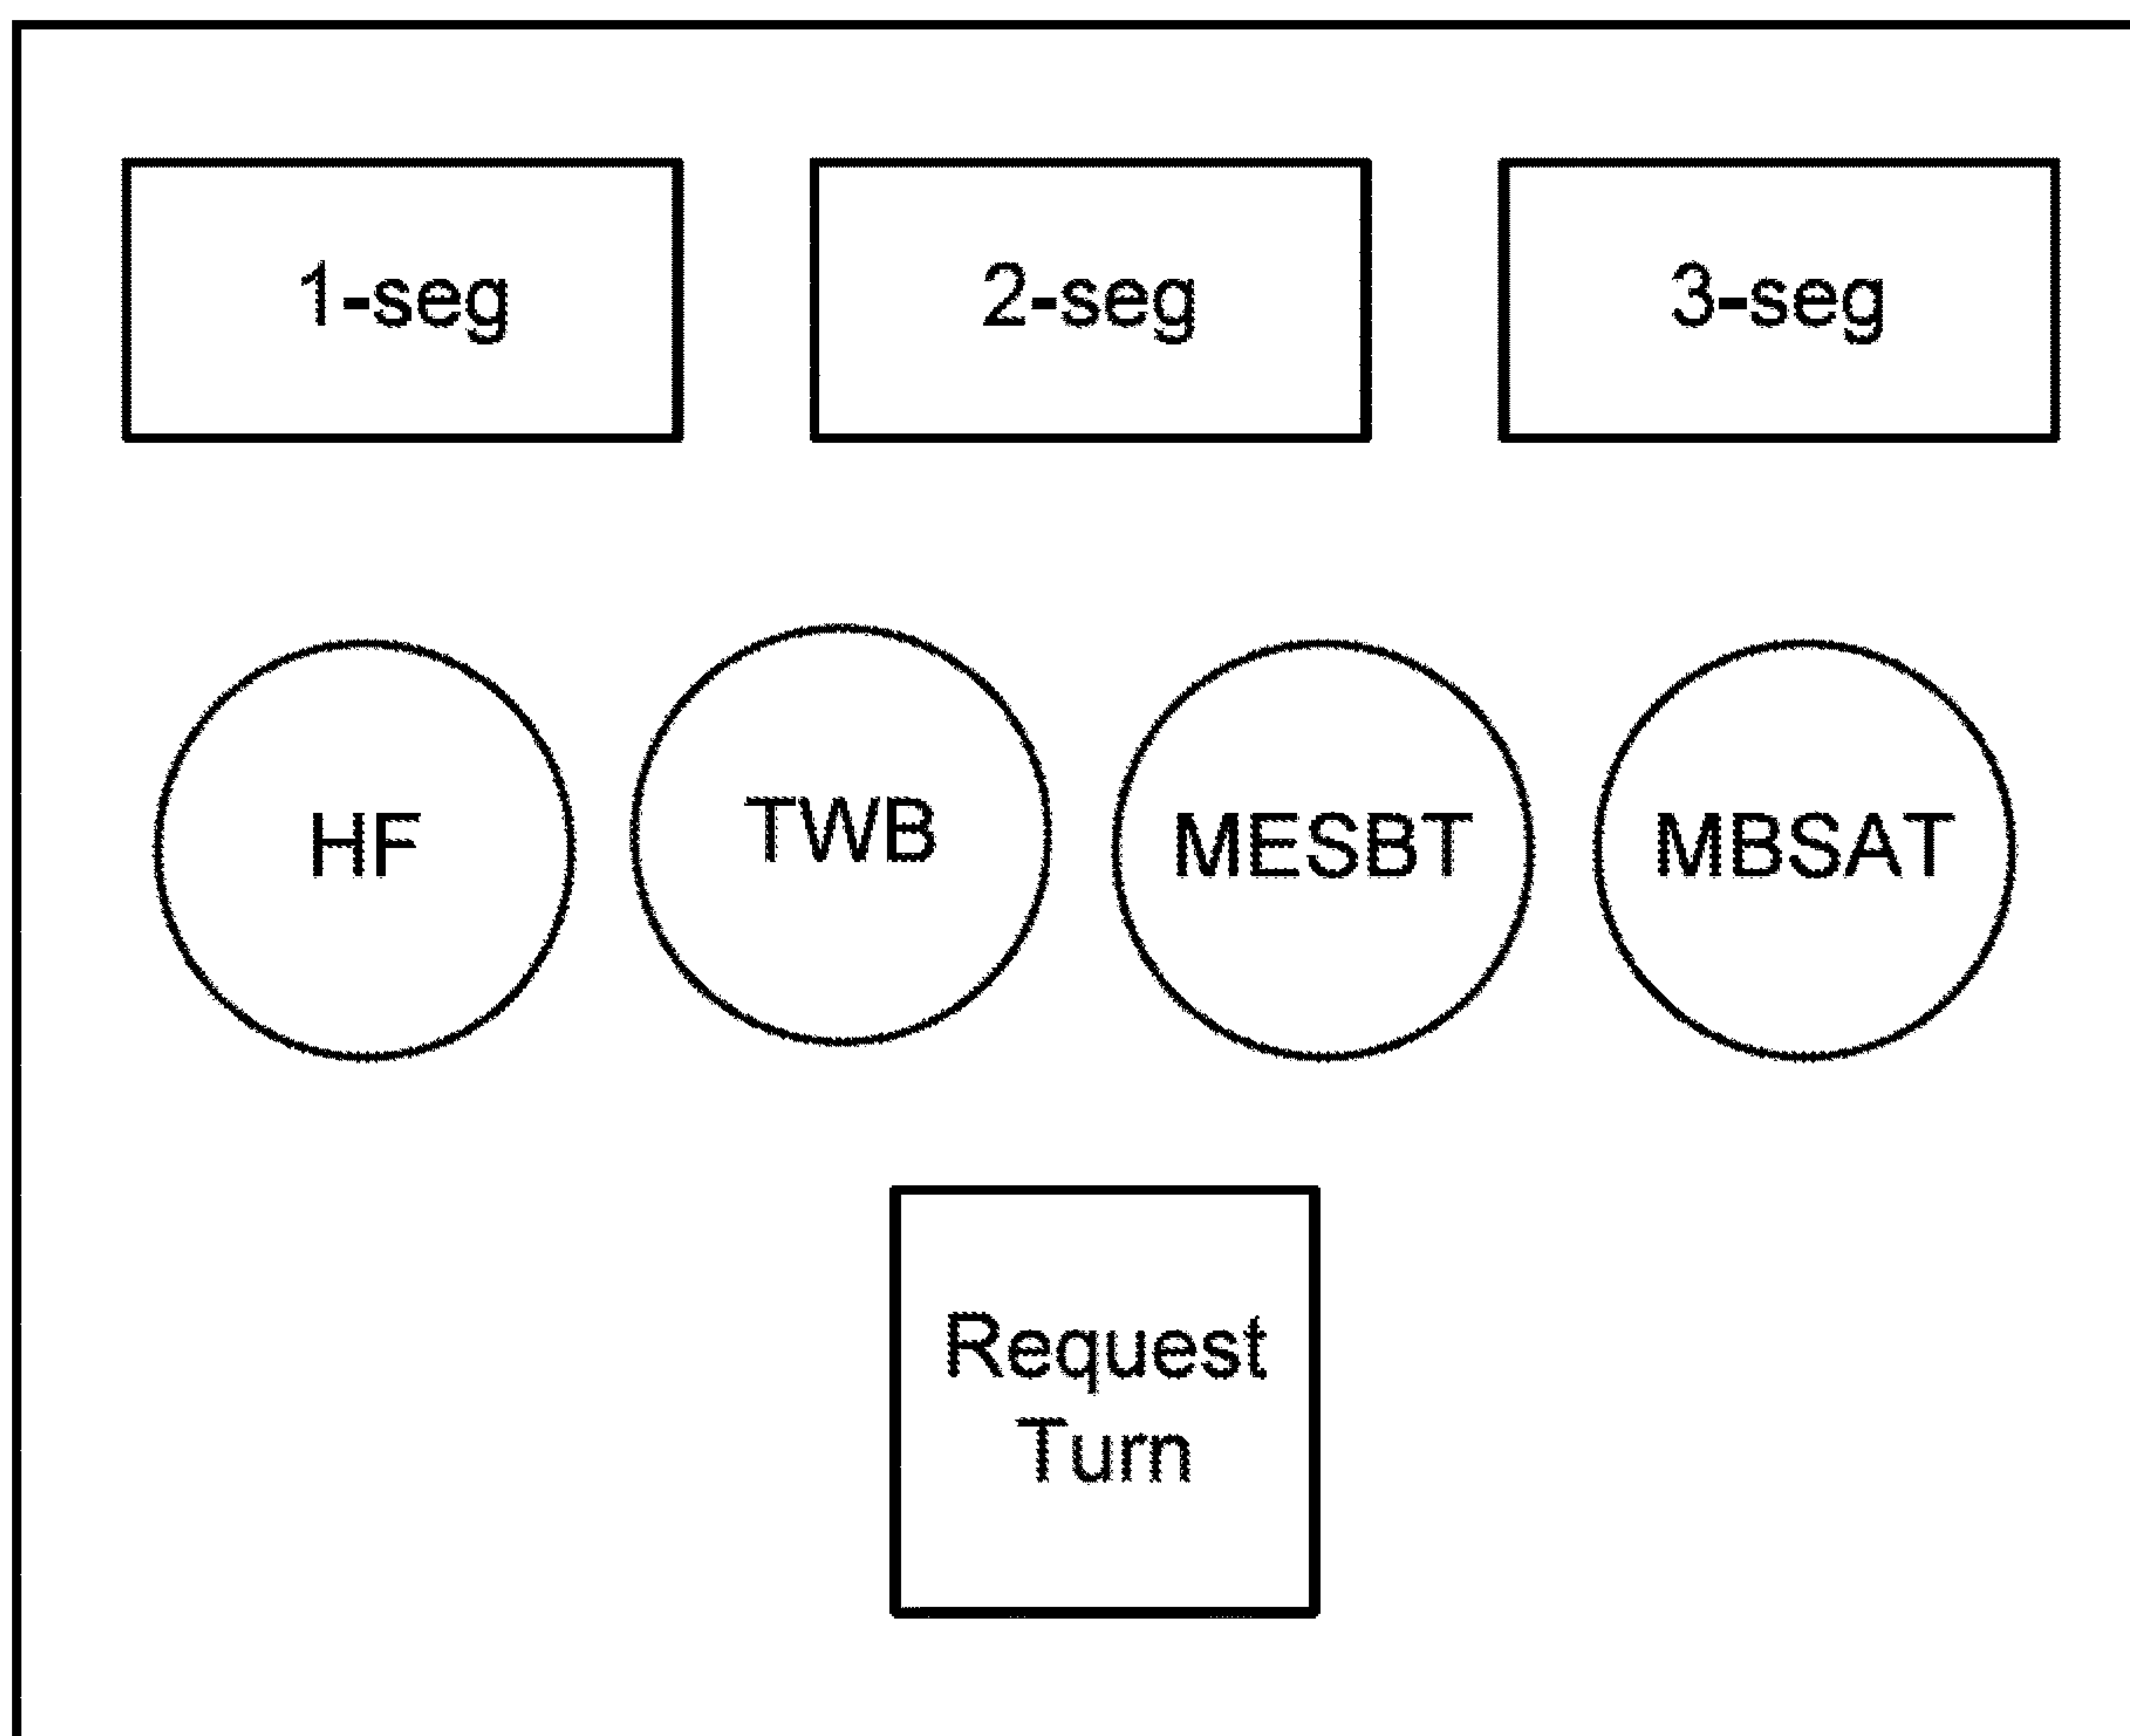 1-seg
2-seg
3-seg
HF
TWB
MESBT
MBSAT
Request
Turn